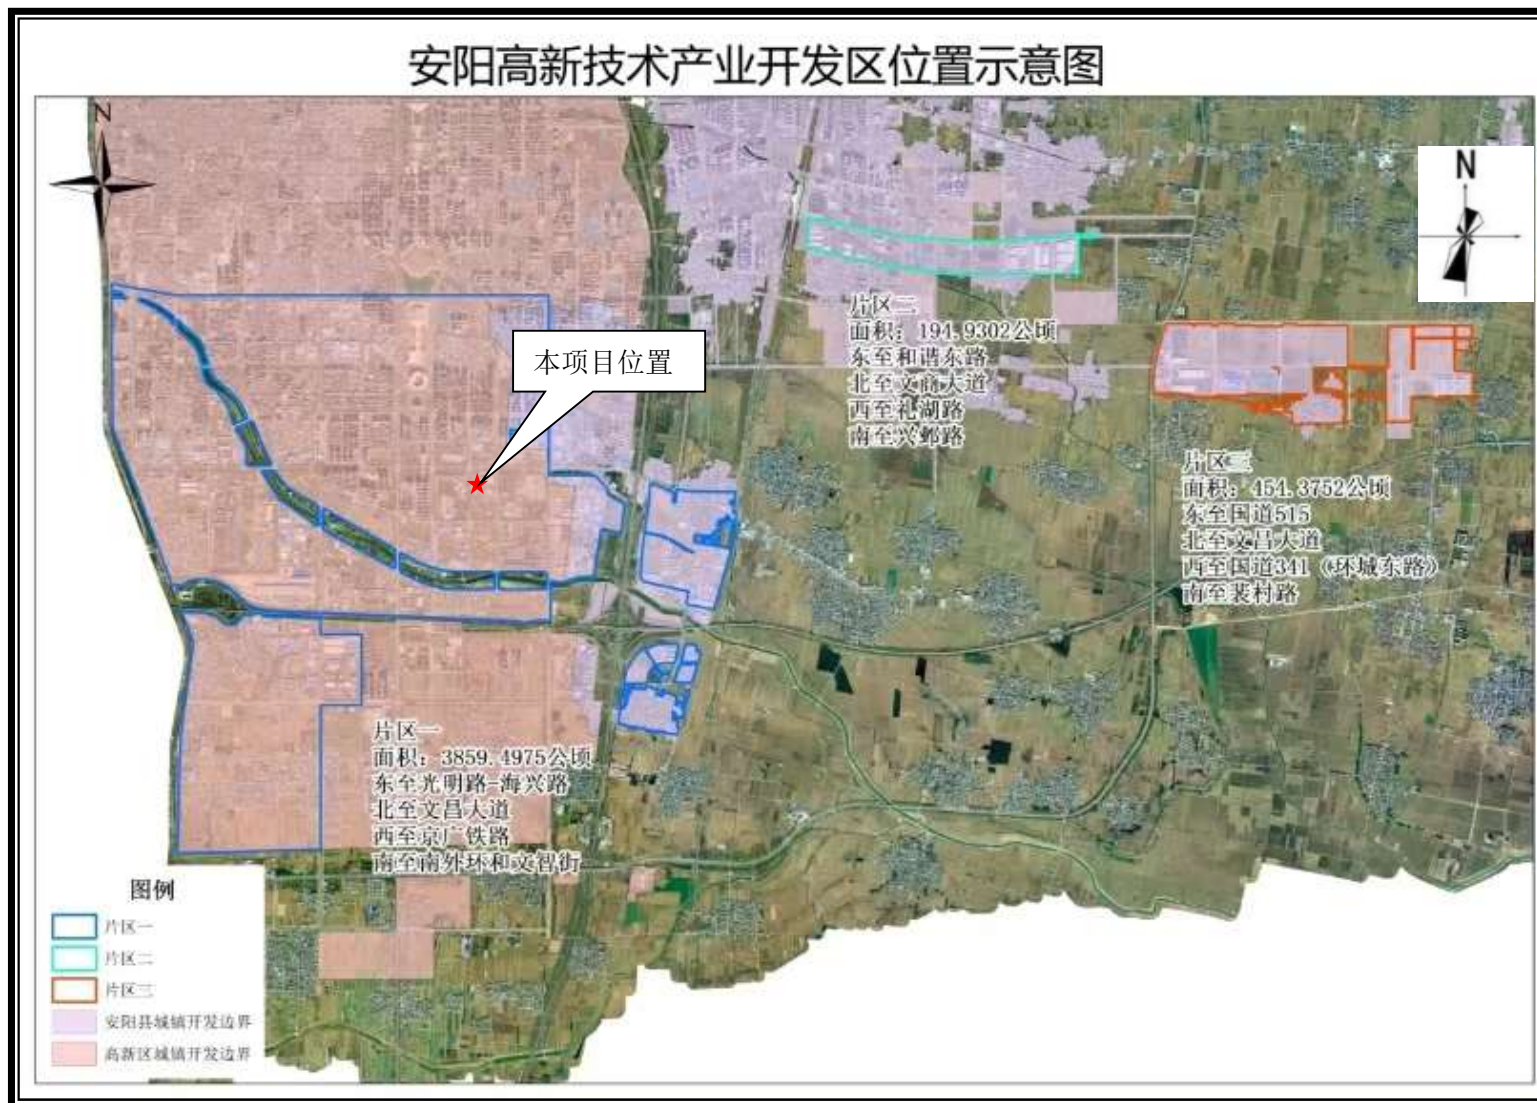 安阳高新技术产业开发区位置示意图
N
N
本项目位置
片区二
面积：194.9302公顷
东至和谐东路
北至文商大道
西至礼湖路
南至兴邺路
片区三
面积：454.3752公顷
东至国道515
北至文昌大道
西至国道341（环城东路）
南至裴村路
片区一
面积：3859.4975公顷
东至光明路-海兴路
北至文昌大道
西至京广铁路
南至南外环和文智街
图例
片区一
片区二
片区三
安阳县城镇开发边界
高新区城镇开发边界